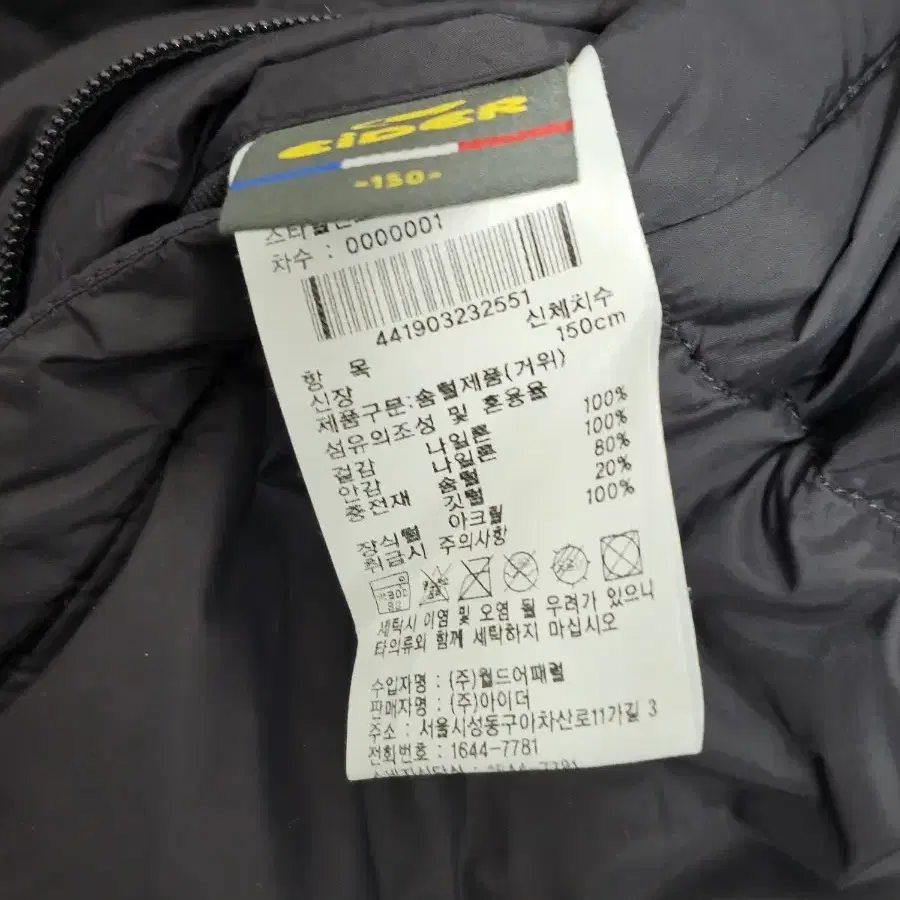 EiDER
-150-
차수 : 0000001
441903232551
신체치수
항 목 150cm
신장
제품구분:솜털제품(거위)
섬유의조성 및 혼용율
겉감 나일론 100%
안감 나일론 100%
충전재 솜털 80%
깃털 20%
장식털 아크릴 100%
취급시 주의사항
세탁시 이염 및 오염 될 우려가 있으니
타의류와 함께 세탁하지 마십시오
수입자명 : (주)월드어패럴
판매자명 : (주)아이더
주소 : 서울시성동구아차산로11가길 3
전화번호 : 1644-7781